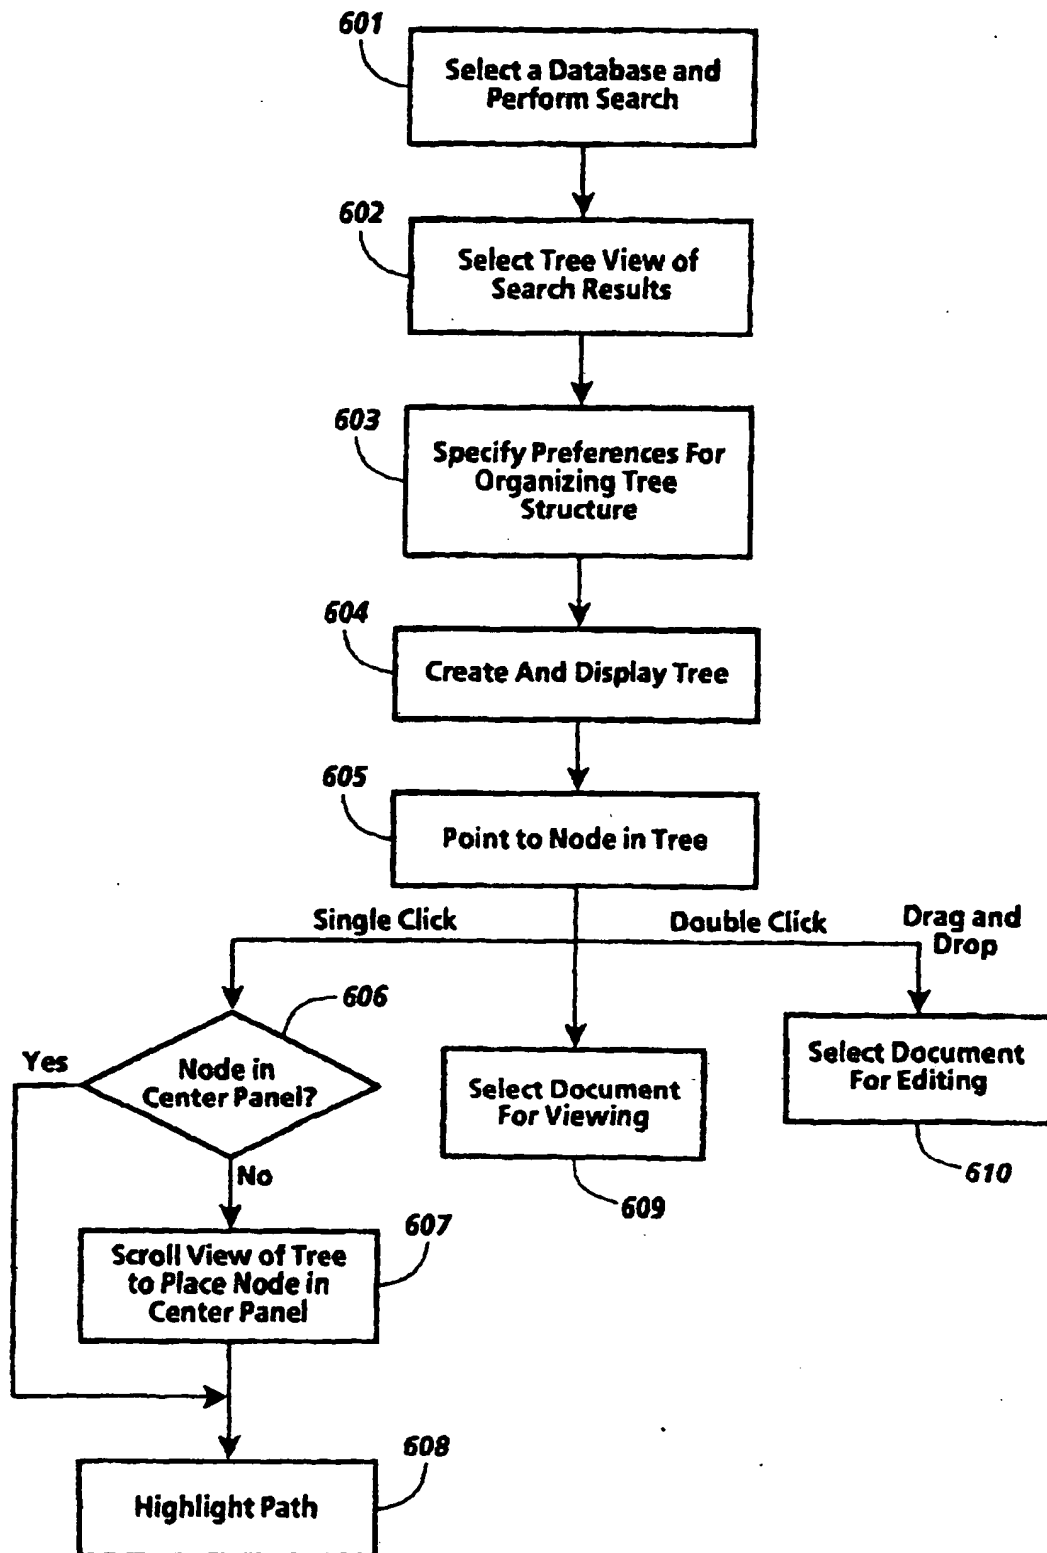 601
Select a Database and
Perform Search
602
Select Tree View of
Search Results
603
Specify Preferences For
Organizing Tree
Structure
604
Create And Display Tree
605
Point to Node in Tree
Single Click
Double Click
Drag and
Drop
606
Yes
Node in
Center Panel?
No
Select Document
For Viewing
609
Select Document
For Editing
610
607
Scroll View of Tree
to Place Node in
Center Panel
608
Highlight Path